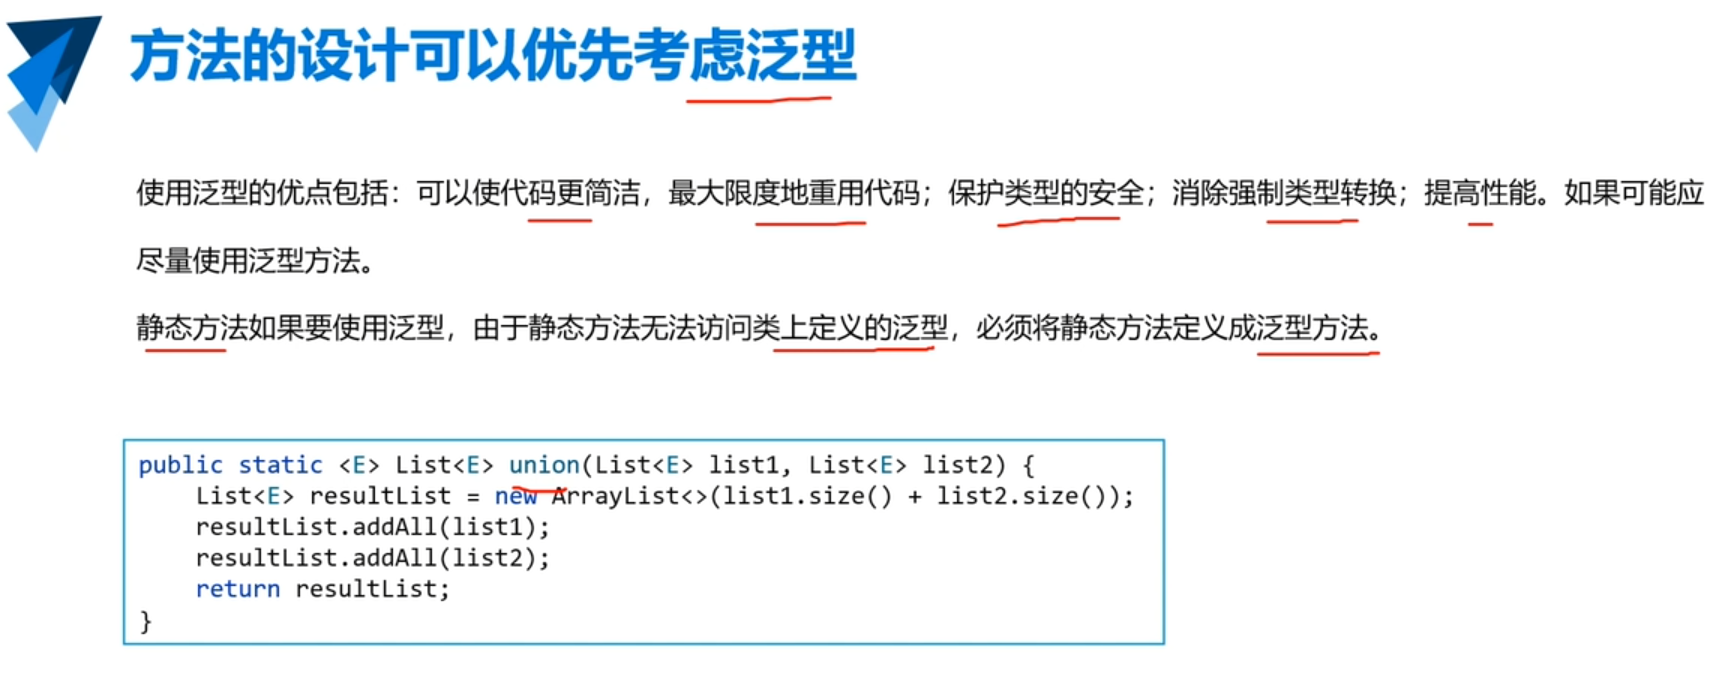 方法的设计可以优先考虑泛型
使用泛型的优点包括：可以使代码更简洁，最大限度地重用代码；保护类型的安全；消除强制类型转换；提高性能。如果可能应
尽量使用泛型方法。
静态方法如果要使用泛型，由于静态方法无法访问类上定义的泛型，必须将静态方法定义成泛型方法。
public static <E> List<E> union(List<E> list1, List<E> list2) {
    List<E> resultList = new ArrayList<>(list1.size() + list2.size());
    resultList.addAll(list1);
    resultList.addAll(list2);
    return resultList;
}